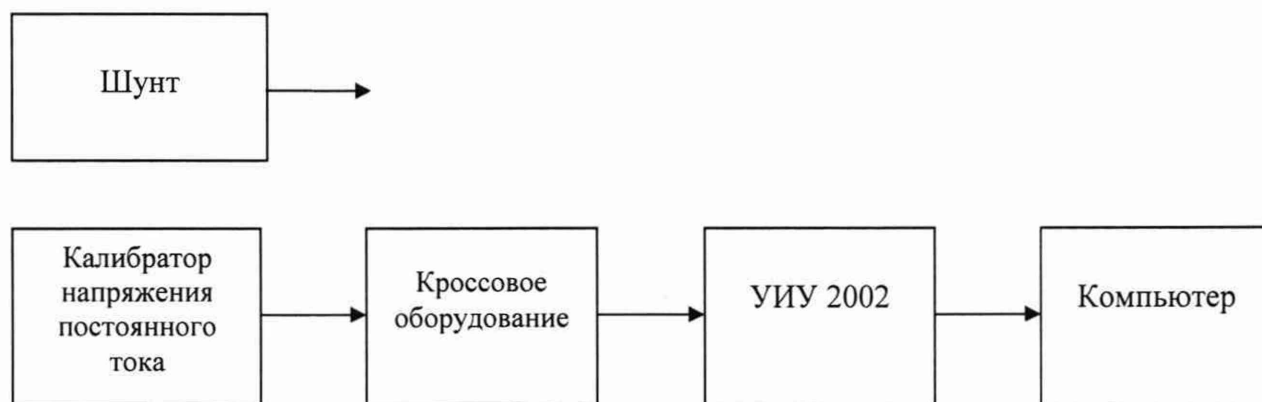 Шунт
Калибратор
напряжения
постоянного
тока
Кроссовое
оборудование
УИУ 2002
Компьютер